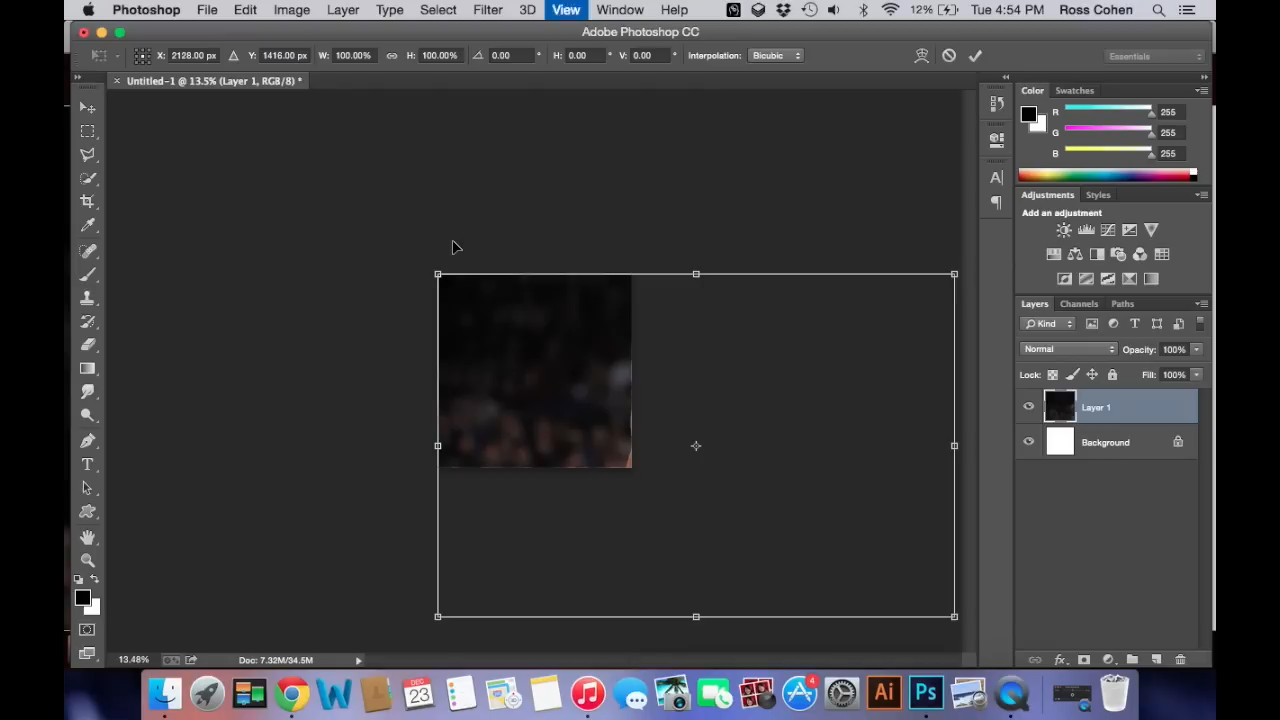 Photoshop File Edit Image Layer Type Select Filter 3D View Window Help 12% Tue 4:54 PM Ross Cohen
Adobe Photoshop CC
X: 2128.00 px Y: 1416.00 px W: 100.00% H: 100.00% 0.00 ° H: 0.00 ° V: 0.00 ° Interpolation: Bicubic Essentials
Untitled-1 @ 13.5% (Layer 1, RGB/8) *
Color Swatches
R 255
G 255
B 255
Adjustments Styles
Add an adjustment
Layers Channels Paths
Kind T
Normal Opacity: 100%
Lock: Fill: 100%
Layer 1
Background
13.48% Doc: 7.32M/34.5M
fx
DEC
23
W
4
Ai
Ps